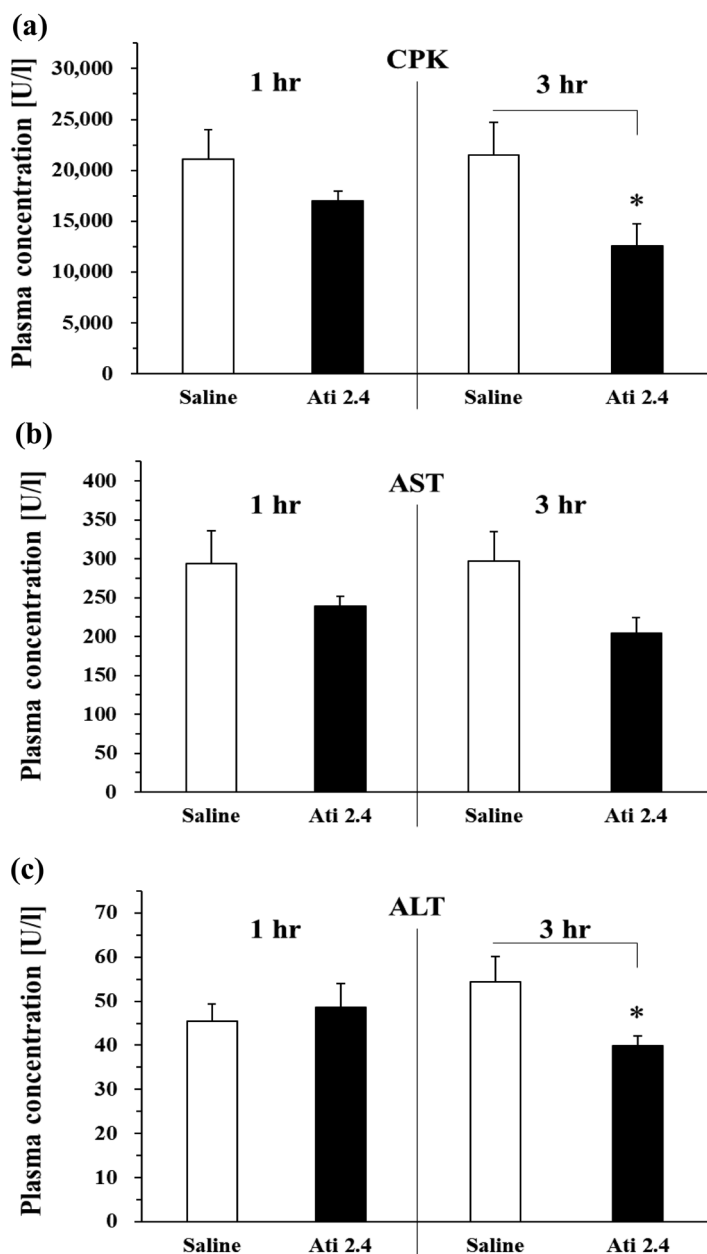 (a)
CPK
1 hr
3 hr
Plasma concentration [U/l]
30,000
25,000
20,000
15,000
10,000
5,000
0
*
Saline
Ati 2.4
Saline
Ati 2.4
(b)
AST
1 hr
3 hr
Plasma concentration [U/l]
400
350
300
250
200
150
100
50
0
Saline
Ati 2.4
Saline
Ati 2.4
(c)
ALT
1 hr
3 hr
Plasma concentration [U/l]
70
60
50
40
30
20
10
0
*
Saline
Ati 2.4
Saline
Ati 2.4